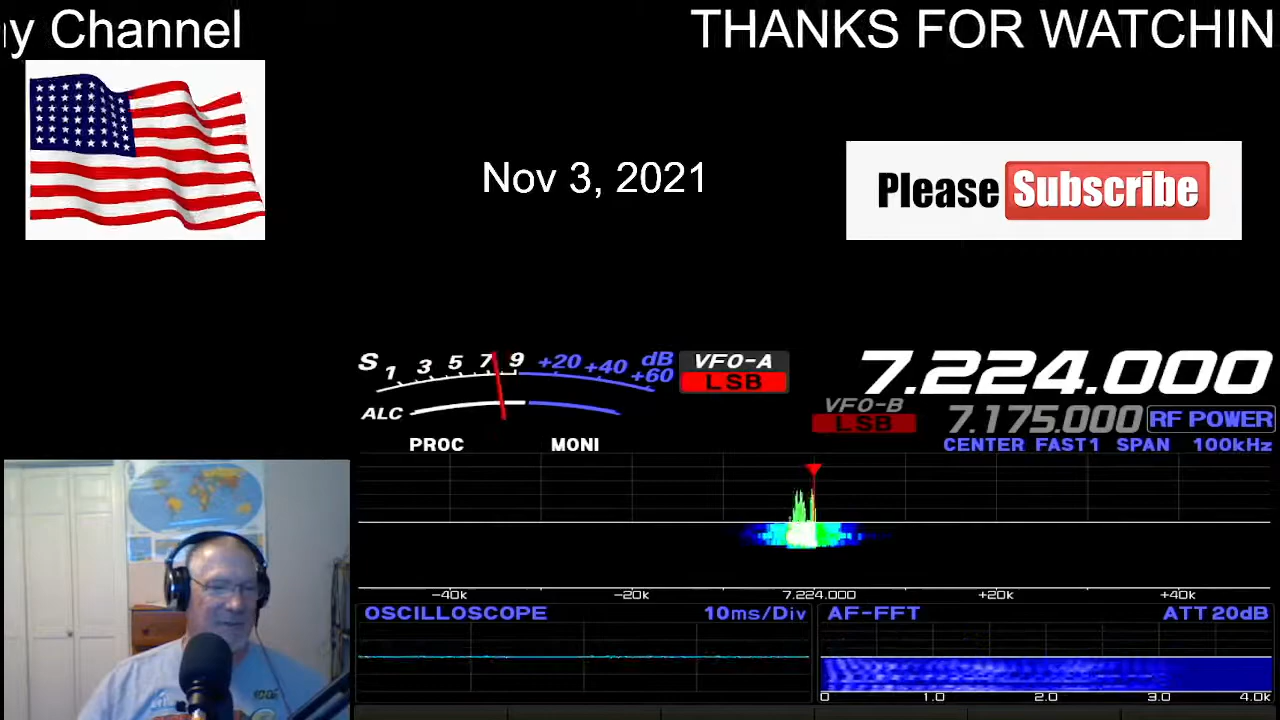 ny Channel
THANKS FOR WATCHIN
Nov 3, 2021
Please Subscribe
S 1 3 5 7 9 +20 +40 +60 dB
VFO-A
LSB
7.224.000
ALC
VFO-B
LSB
7.175.000
RF POWER
PROC MONI
CENTER FAST1 SPAN 100kHz
-40k -20k 7.224.000 +20k +40k
OSCILLOSCOPE 10ms/Div
AF-FFT ATT 20dB
0 1.0 2.0 3.0 4.0k